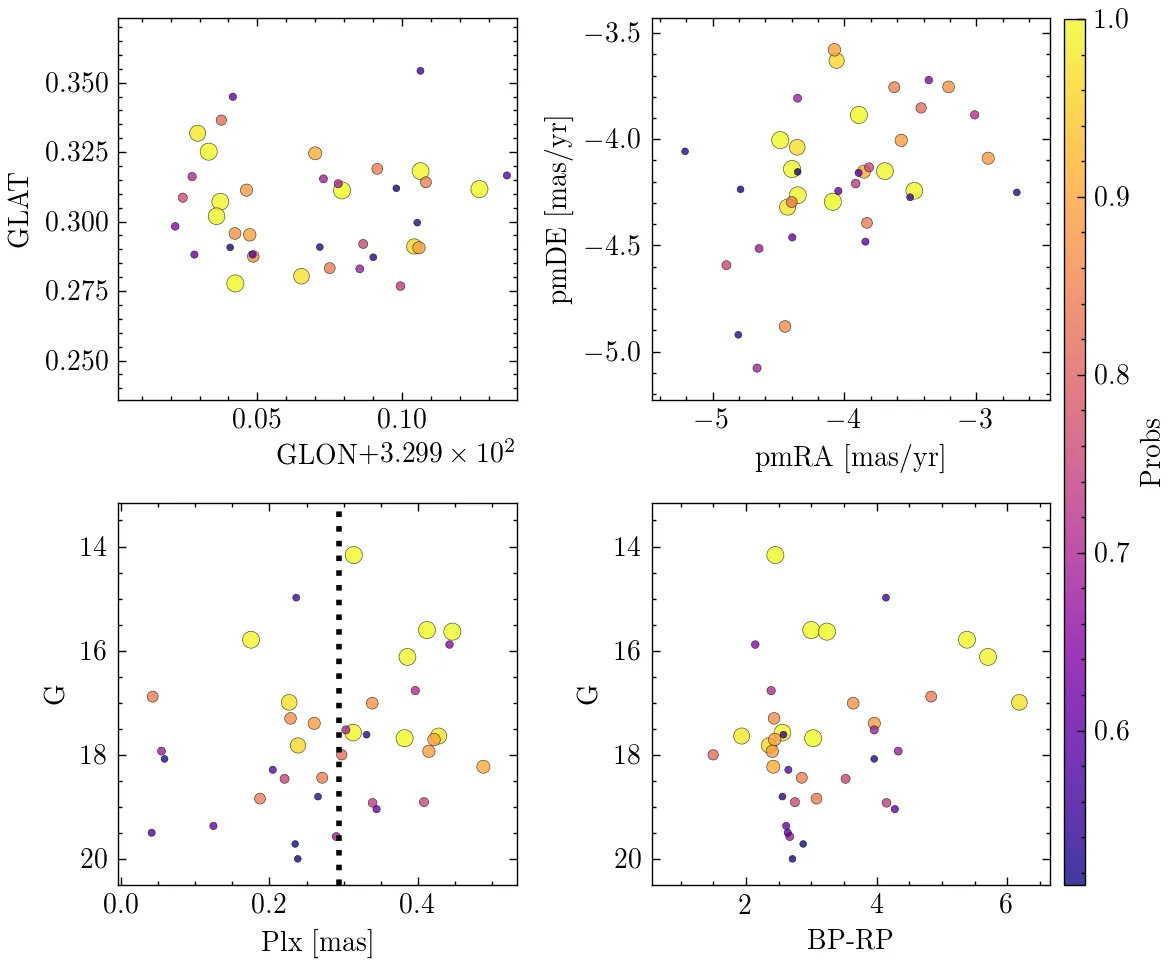 0.350
0.325
0.300
0.275
0.250
GLAT
0.05 0.10
GLON+3.299 × 10²
−3.5
−4.0
−4.5
−5.0
pmDE [mas/yr]
−5 −4 −3
pmRA [mas/yr]
14
16
18
20
G
0.0 0.2 0.4
Plx [mas]
14
16
18
20
G
2 4 6
BP-RP
1.0
0.9
0.8
0.7
0.6
Probs